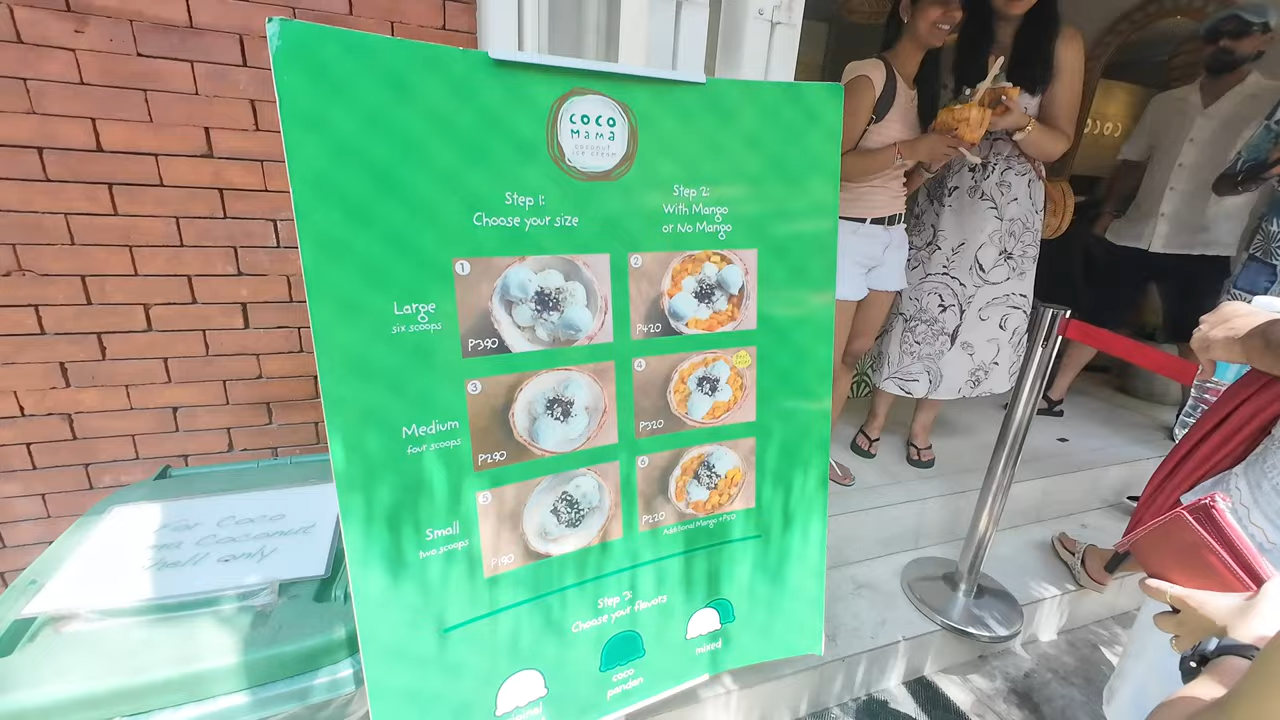 COCO
MAMA
coconut
ice cream
Step 1:
Choose your size
Step 2:
With Mango
or No Mango
Large
six scoops
1
P390
2
P420
Medium
four scoops
3
P290
4
P320
Small
two scoops
5
P190
6
P220
Additional Mango +P50
Step 3:
Choose your flavors
coco
pandan
mixed
For Coco
Coconut
only